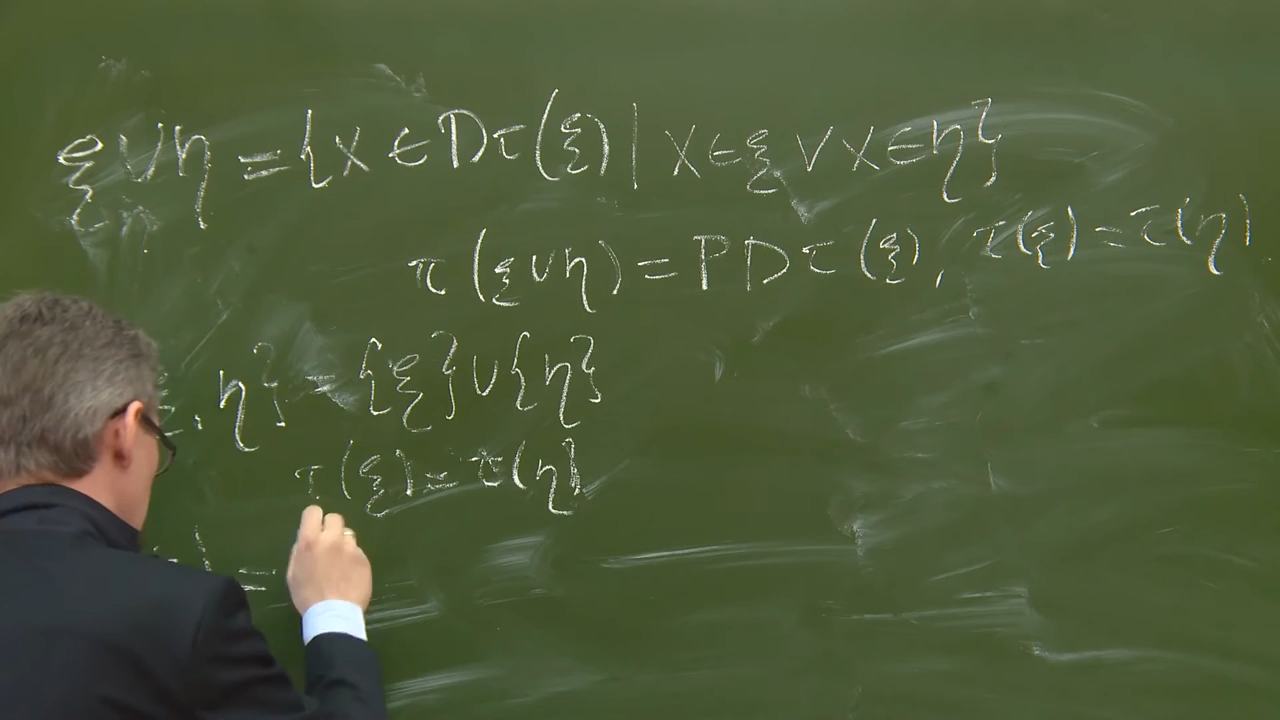 ξ∪η = {x ∈ Dτ(ξ) | x∈ξ ∨ x∈η}
τ(ξ∪η) = PDτ(ξ), τ(ξ) = τ(η)
, η} = {ξ}∪{η}
τ(ξ) = τ(η)
=